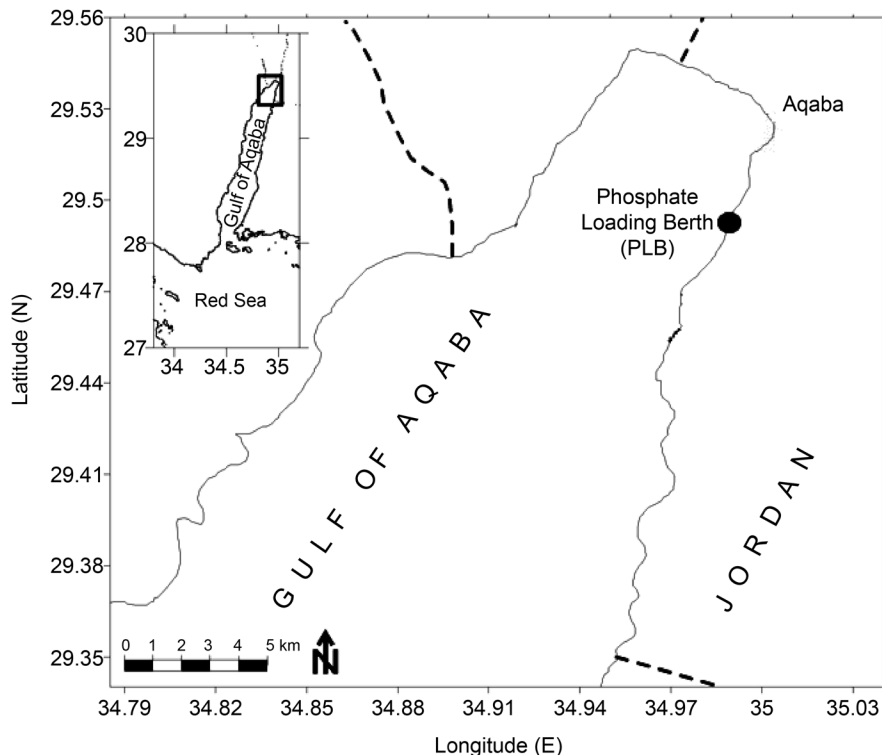 29.56
29.53
29.5
29.47
29.44
29.41
29.38
29.35
Latitude (N)
30
29
28
27
34
34.5
35
Gulf of Aqaba
Red Sea
Aqaba
Phosphate
Loading Berth
(PLB)
GULF OF AQABA
JORDAN
0 1 2 3 4 5 km
N
34.79
34.82
34.85
34.88
34.91
34.94
34.97
35
35.03
Longitude (E)